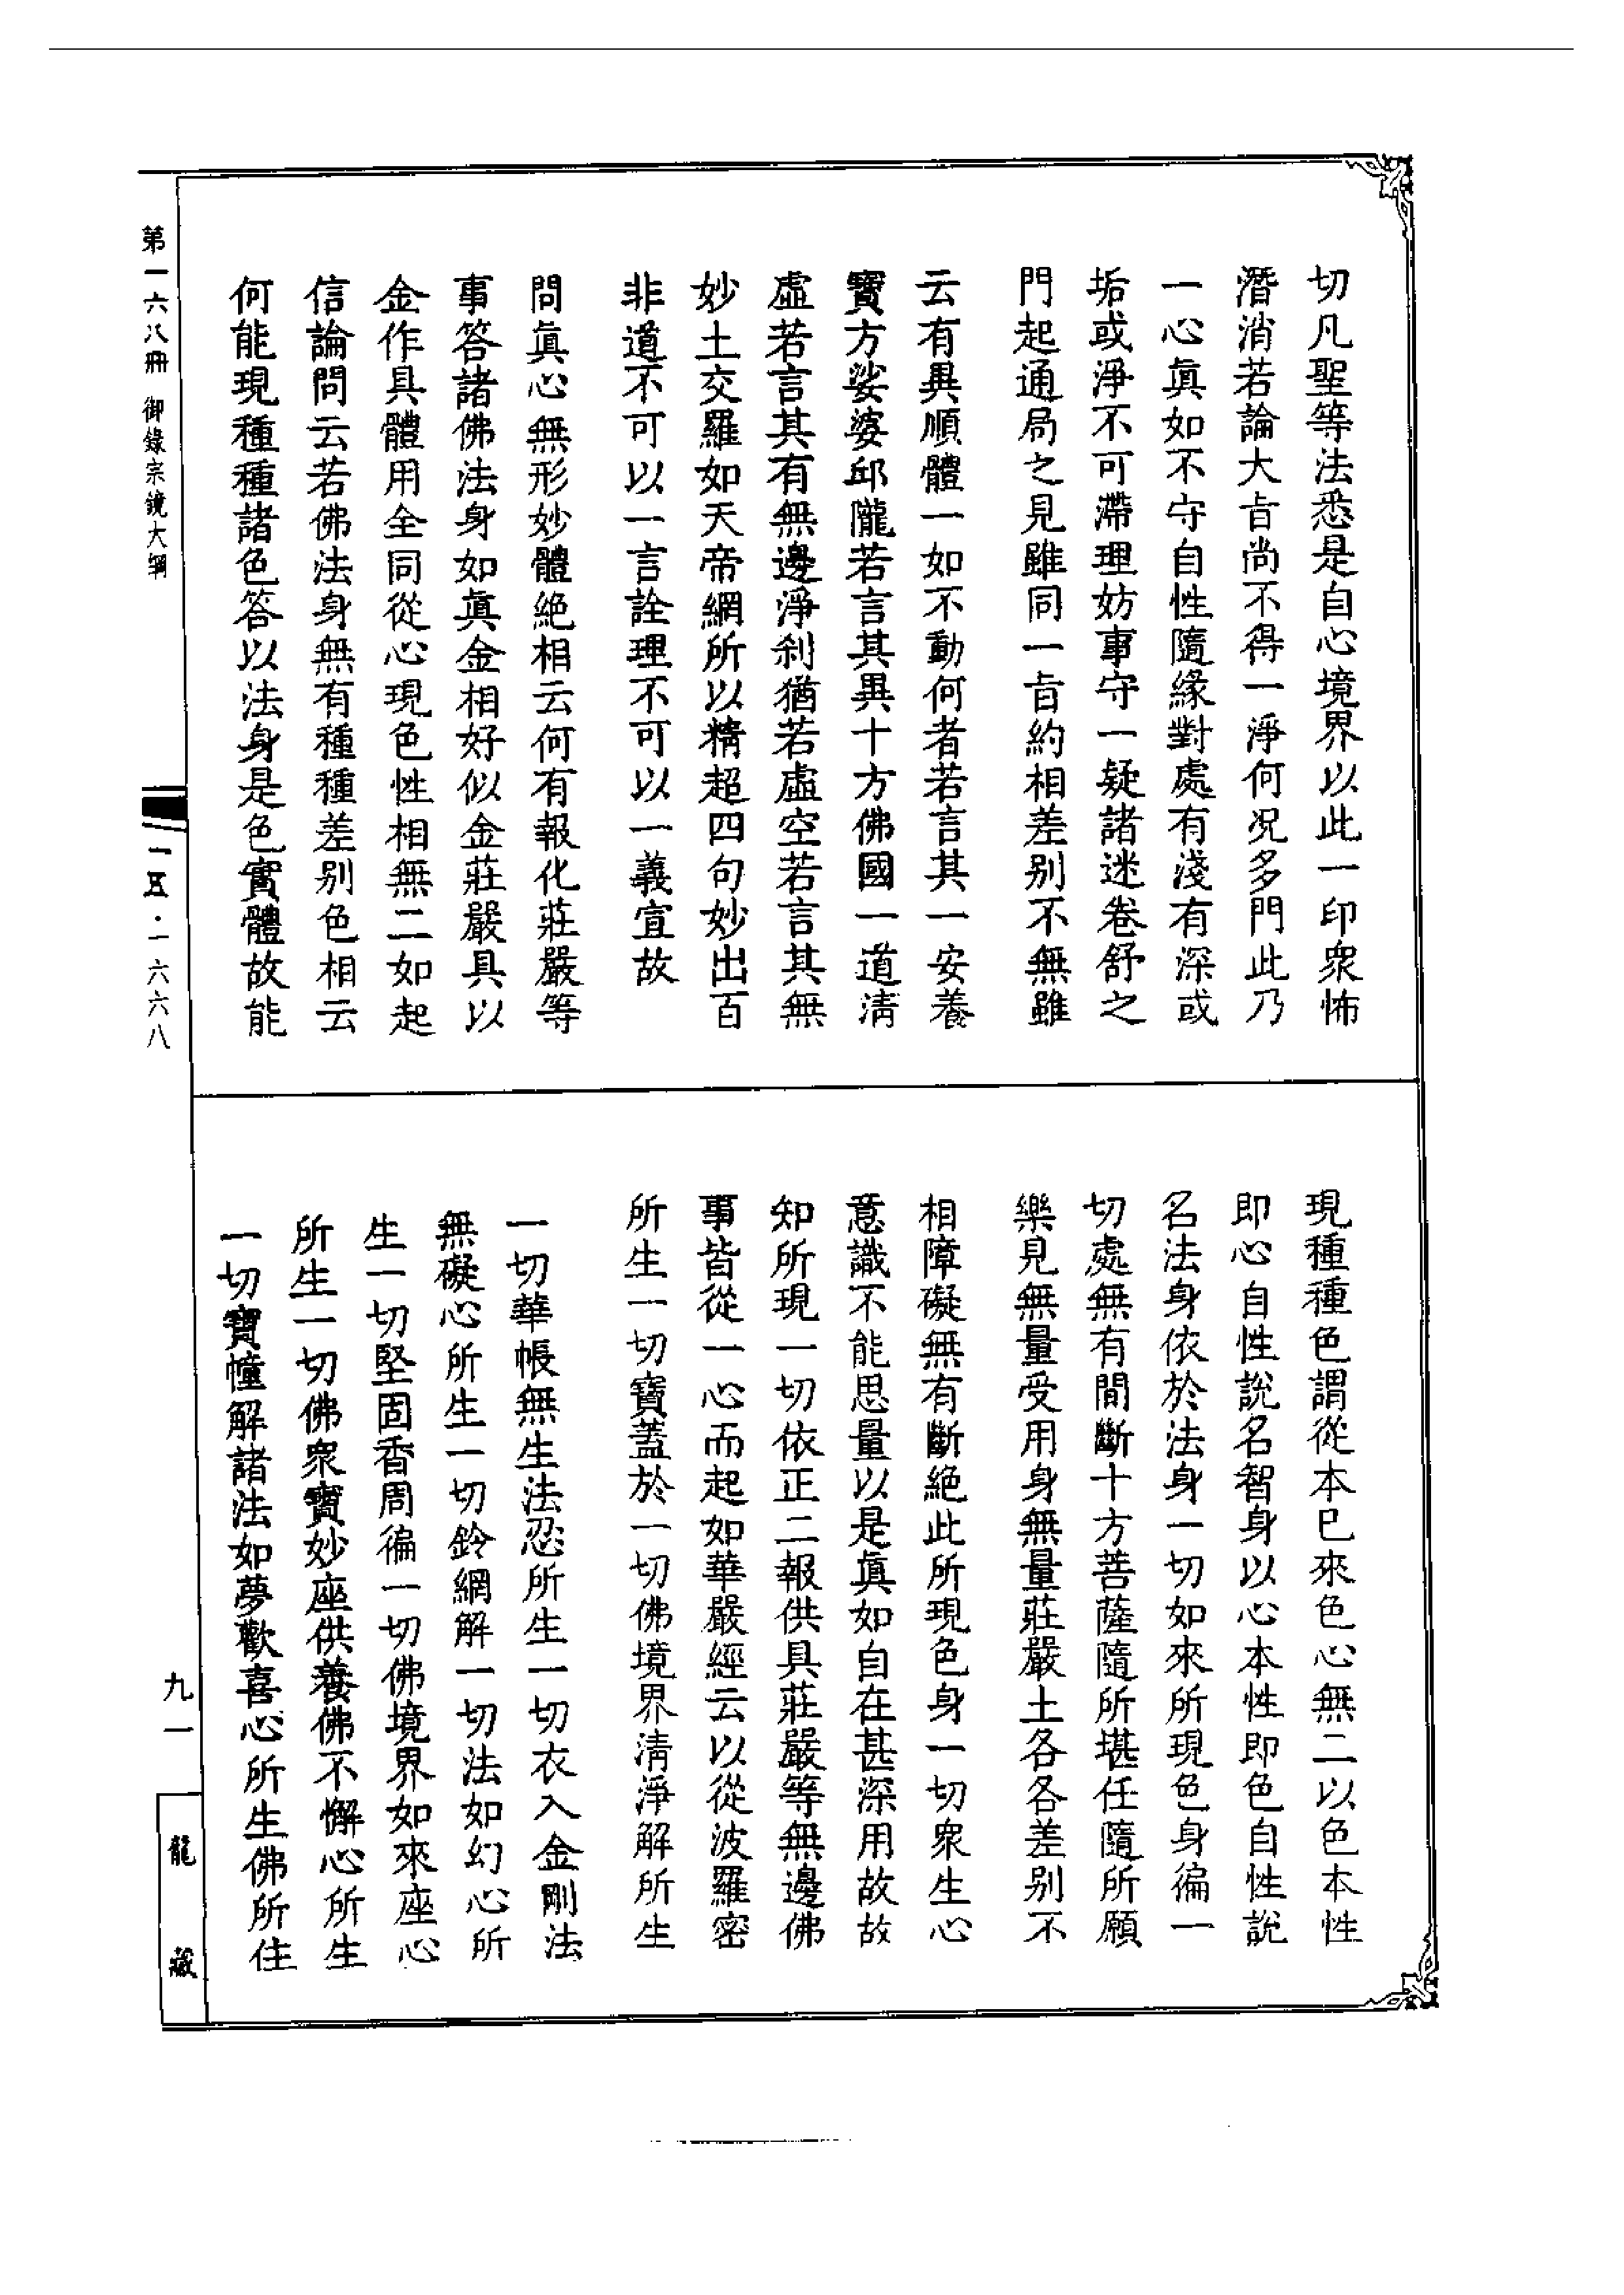 切凡聖等法悉是自心境界以此一印衆怖
潛消若論大旨尚不得一淨何况多門此乃
一心眞如不守自性隨緣對處有淺有深或
垢或淨不可滯理妨事守一疑諸迷卷舒之
門起通局之見雖同一旨約相差别不無雖
云有異順體一如不動何者若言其一安養
寶方娑婆邱隴若言其異十方佛國一道清
虛若言其有無邊淨刹猶若虛空若言其無
妙土交羅如天帝網所以精超四句妙出百
非道不可以一言詮理不可以一義宣故
問眞心無形妙體絶相云何有報化莊嚴等
事答諸佛法身如眞金相好似金莊嚴具以
金作具體用全同從心現色性相無二如起
信論問云若佛法身無有種種差别色相云
何能現種種諸色答以法身是色實體故能
現種種色謂從本巳來色心無二以色本性
即心自性說名智身以心本性即色自性說
名法身依於法身一切如來所現色身徧一
切處無有間斷十方菩薩隨所堪任隨所願
樂見無量受用身無量莊嚴土各各差别不
相障礙無有斷絶此所現色身一切衆生心
意識不能思量以是眞如自在甚深用故故
知所現一切依正二報供具莊嚴等無邊佛
事皆從一心而起如華嚴經云以從波羅密
所生一切寶蓋於一切佛境界清淨解所生
一切華帳無生法忍所生一切衣入金剛法
無礙心所生一切鈴網解一切法如幻心所
生一切堅固香周徧一切佛境界如來座心
所生一切佛衆寶妙座供養佛不懈心所生
一切寶幢解諸法如夢歡喜心所生佛所住
第一六八冊 御錄宗鏡大綱
一五·一六六八
九一
龍藏